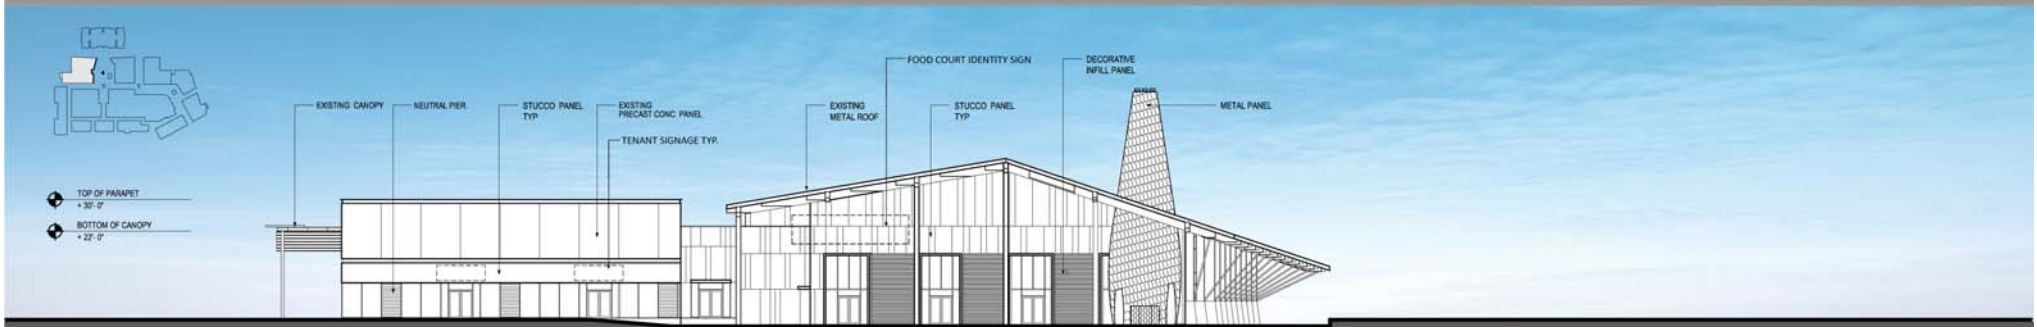 FOOD COURT IDENTITY SIGN
DECORATIVE
INFILL PANEL
EXISTING CANOPY
NEUTRAL PIER.
STUCCO PANEL
TYP
EXISTING
PRECAST CONC. PANEL
TENANT SIGNAGE TYP.
EXISTING
METAL ROOF
STUCCO PANEL
TYP
METAL PANEL
TOP OF PARAPET
+ 30'- 0"
BOTTOM OF CANOPY
+ 22'- 0"